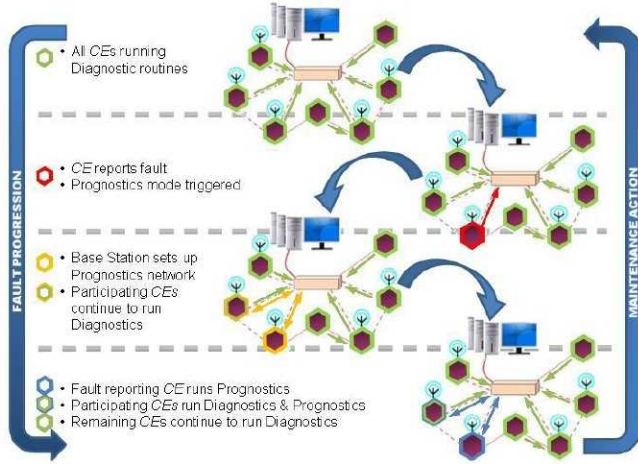 All CEs running
Diagnostic routines
CE reports fault
Prognostics mode triggered
Base Station sets up
Prognostics network
Participating CEs
continue to run
Diagnostics
Fault reporting CE runs Prognostics
Participating CEs run Diagnostics & Prognostics
Remaining CEs continue to run Diagnostics
FAULT PROGRESSION
MAINTENANCE ACTION